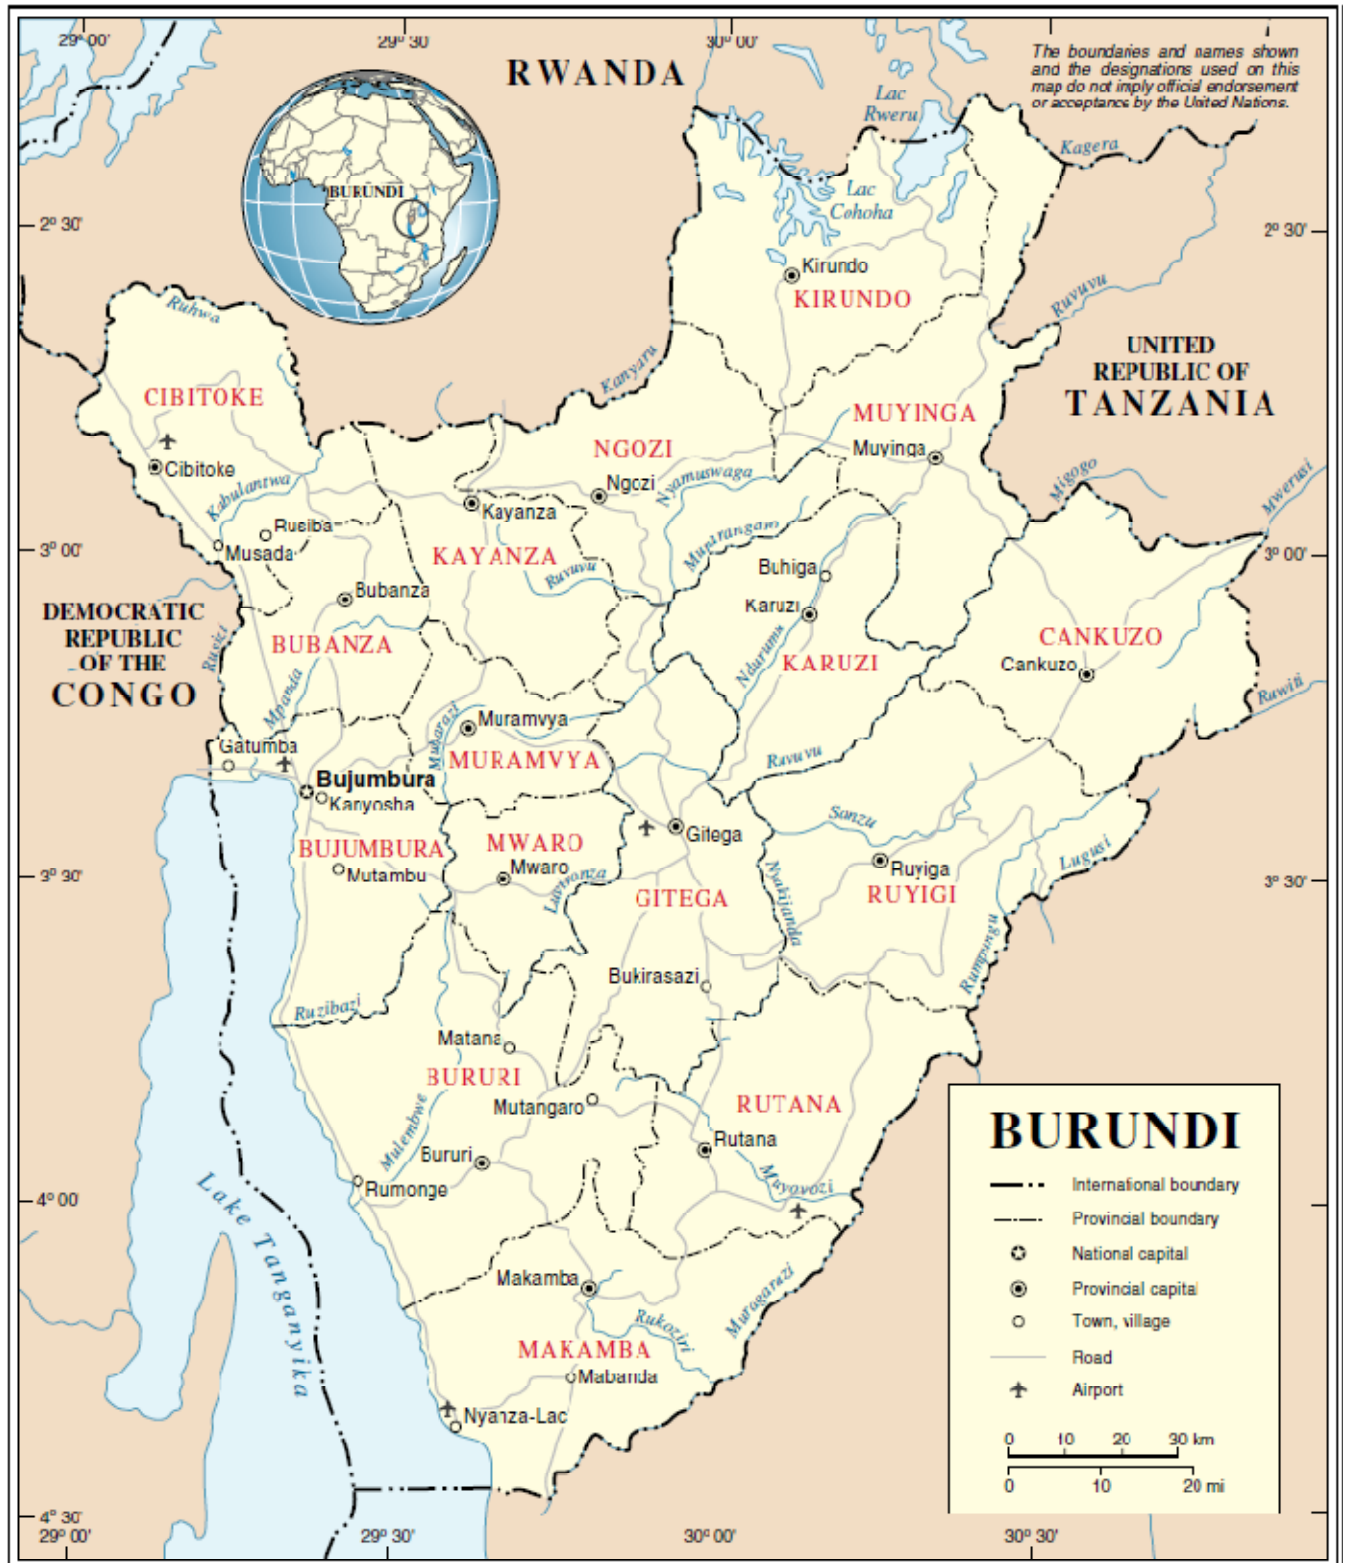 29° 00'
29° 30'
30° 00'
RWANDA
The boundaries and names shown
and the designations used on this
map do not imply official endorsement
or acceptance by the United Nations.
Lac
Rweru
Kagera
BURUNDI
Lac
Cohoha
2° 30'
2° 30'
Kirundo
KIRUNDO
Ruvuvu
Ruhwa
UNITED
REPUBLIC OF
TANZANIA
Kanyaru
CIBITOKE
MUYINGA
NGOZI
Muyinga
Cibitoke
Kabulantwa
Ngozi
Nyamuswaga
Migogo
Mwerusi
Kayanza
Rusiba
Musada
3° 00'
3° 00'
KAYANZA
Ruvuvu
Buhiga
Bubanza
Karuzi
DEMOCRATIC
REPUBLIC
OF THE
CONGO
Rusizi
BUBANZA
CANKUZO
Cankuzo
KARUZI
Ndurumu
Mpanda
Rawiti
Mubarazi
Muramvya
MURAMVYA
Gatumba
Bujumbura
Kanyosha
Ruvuvu
Sanzu
Gitega
BUJUMBURA
Mutambu
MWARO
Mwaro
Luvironza
GITEGA
Nyakijanda
Ruyiga
RUYIGI
Lugusi
3° 30'
3° 30'
Rumpungu
Bukirasazi
Ruzibazi
Matana
BURURI
Mutangaro
RUTANA
Rutana
Mulembwe
Bururi
Muyovozi
Rumonge
4° 00'
Lake Tanganyika
Makamba
Rukoziri
Muragarazi
MAKAMBA
Mabanda
Nyanza-Lac
BURUNDI
International boundary
Provincial boundary
National capital
Provincial capital
Town, village
Road
Airport
0 10 20 30 km
0 10 20 mi
4° 30'
29° 00'
29° 30'
30° 00'
30° 30'